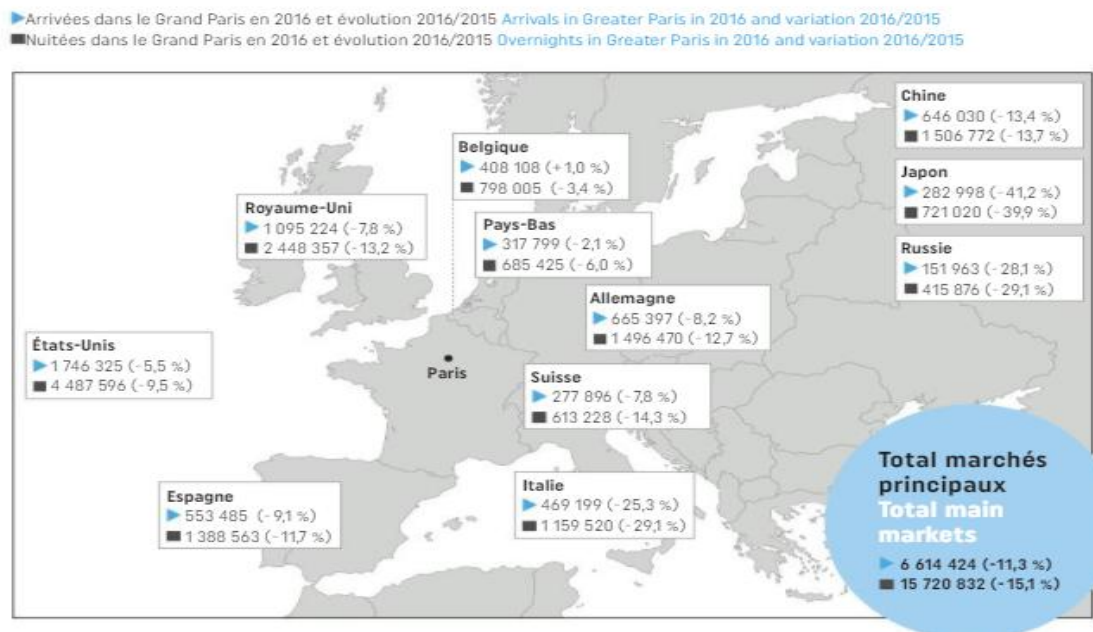 ▶Arrivées dans le Grand Paris en 2016 et évolution 2016/2015 Arrivals in Greater Paris in 2016 and variation 2016/2015
■Nuitées dans le Grand Paris en 2016 et évolution 2016/2015 Overnights in Greater Paris in 2016 and variation 2016/2015
Chine
▶ 646 030 (-13,4 %)
■ 1 506 772 (-13,7 %)
Belgique
▶ 408 108 (+1,0 %)
■ 798 005 (-3,4 %)
Japon
▶ 282 998 (-41,2 %)
■ 721 020 (-39,9 %)
Royaume-Uni
▶ 1 095 224 (-7,8 %)
■ 2 448 357 (-13,2 %)
Pays-Bas
▶ 317 799 (-2,1 %)
■ 685 425 (-6,0 %)
Russie
▶ 151 963 (-28,1 %)
■ 415 876 (-29,1 %)
Allemagne
▶ 665 397 (-8,2 %)
■ 1 496 470 (-12,7 %)
États-Unis
▶ 1 746 325 (-5,5 %)
■ 4 487 596 (-9,5 %)
Paris
Suisse
▶ 277 896 (-7,8 %)
■ 613 228 (-14,3 %)
Espagne
▶ 553 485 (-9,1 %)
■ 1 388 563 (-11,7 %)
Italie
▶ 469 199 (-25,3 %)
■ 1 159 520 (-29,1 %)
Total marchés
principaux
Total main
markets
▶ 6 614 424 (-11,3 %)
■ 15 720 832 (-15,1 %)